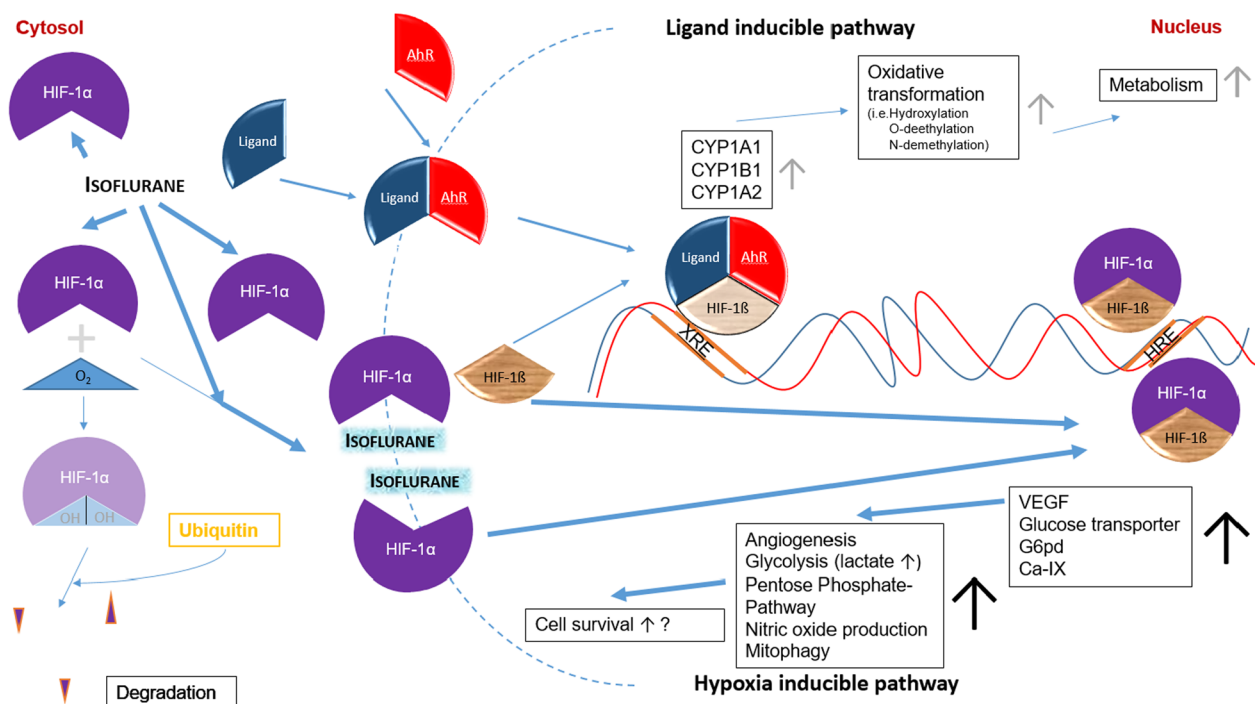 Cytosol
Ligand inducible pathway
Nucleus
AhR
HIF-1α
Oxidative
transformation
(i.e.Hydroxylation
O-deethylation
N-demethylation)
Metabolism
Ligand
CYP1A1
CYP1B1
CYP1A2
ISOFLURANE
Ligand
AhR
HIF-1α
HIF-1α
Ligand
AhR
HIF-1ß
HIF-1α
HIF-1ß
XRE
HRE
O2
HIF-1α
HIF-1ß
HIF-1α
HIF-1ß
ISOFLURANE
HIF-1α
OH OH
ISOFLURANE
Ubiquitin
HIF-1α
VEGF
Glucose transporter
G6pd
Ca-IX
Angiogenesis
Glycolysis (lactate ↑)
Pentose Phosphate-
Pathway
Nitric oxide production
Mitophagy
Cell survival ↑ ?
Degradation
Hypoxia inducible pathway